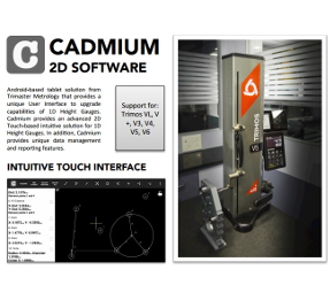 C CADMIUM
2D SOFTWARE
Android-based tablet solution from
Trimaster Metrology that provides a
unique User Interface to upgrade
capabilities of 1D Height Gauges.
Cadmium provides an advanced 2D
Touch-based intuitive solution for 1D
Height Gauges. In addition, Cadmium
provides unique data management
and reporting features.
Support for:
Trimos VL, V
+, V3, V4,
V5, V6
INTUITIVE TOUCH INTERFACE
TRIMOS
V5